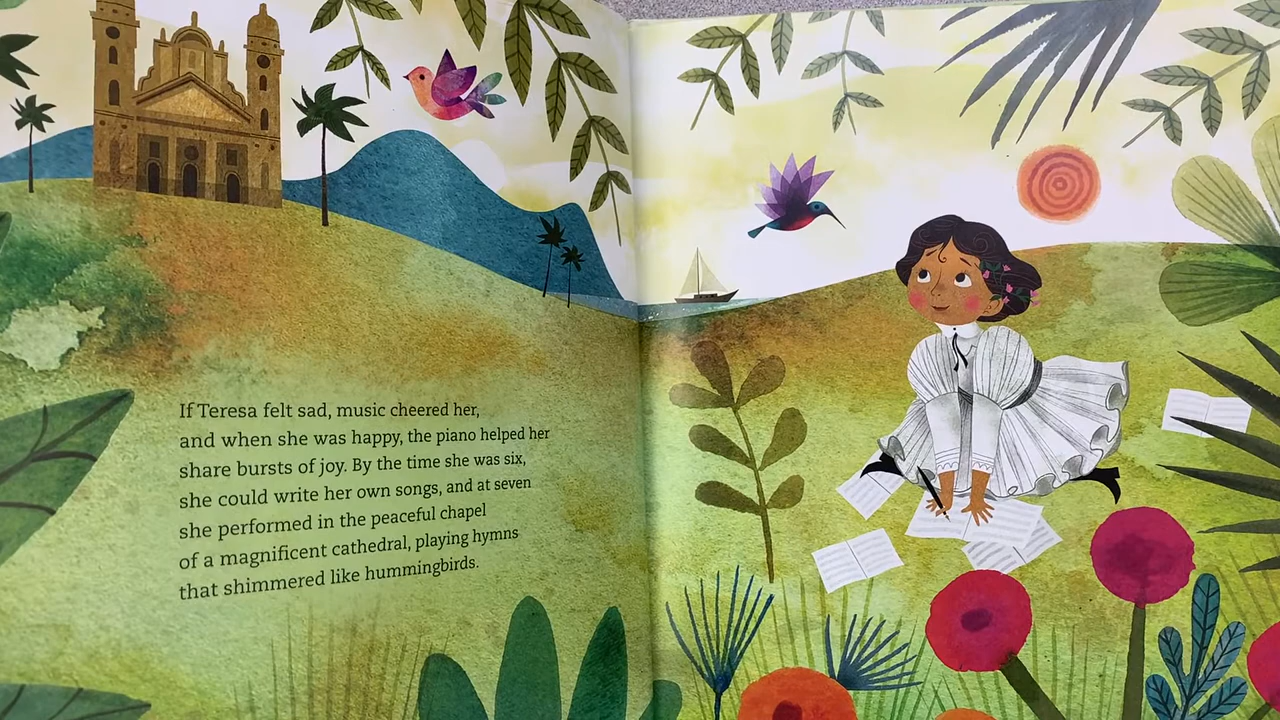 If Teresa felt sad, music cheered her,
and when she was happy, the piano helped her
share bursts of joy. By the time she was six,
she could write her own songs, and at seven
she performed in the peaceful chapel
of a magnificent cathedral, playing hymns
that shimmered like hummingbirds.